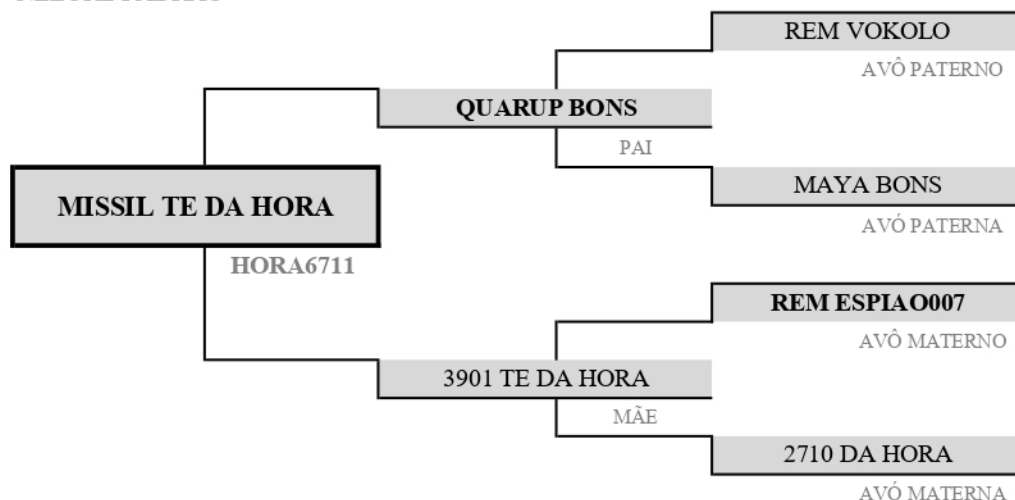 REM VOKOLO
AVÔ PATERNO
QUARUP BONS
PAI
MAYA BONS
AVÓ PATERNA
MISSIL TE DA HORA
HORA6711
REM ESPIAO007
AVÔ MATERNO
3901 TE DA HORA
MÃE
2710 DA HORA
AVÓ MATERNA